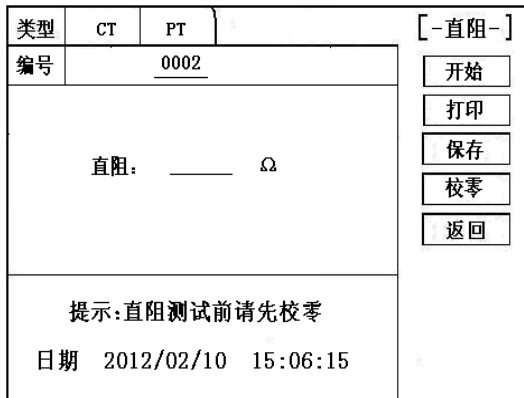 类型 CT PT
编号 0002
直阻: Ω
提示:直阻测试前请先校零
日期 2012/02/10 15:06:15
[-直阻-]
开始
打印
保存
校零
返回